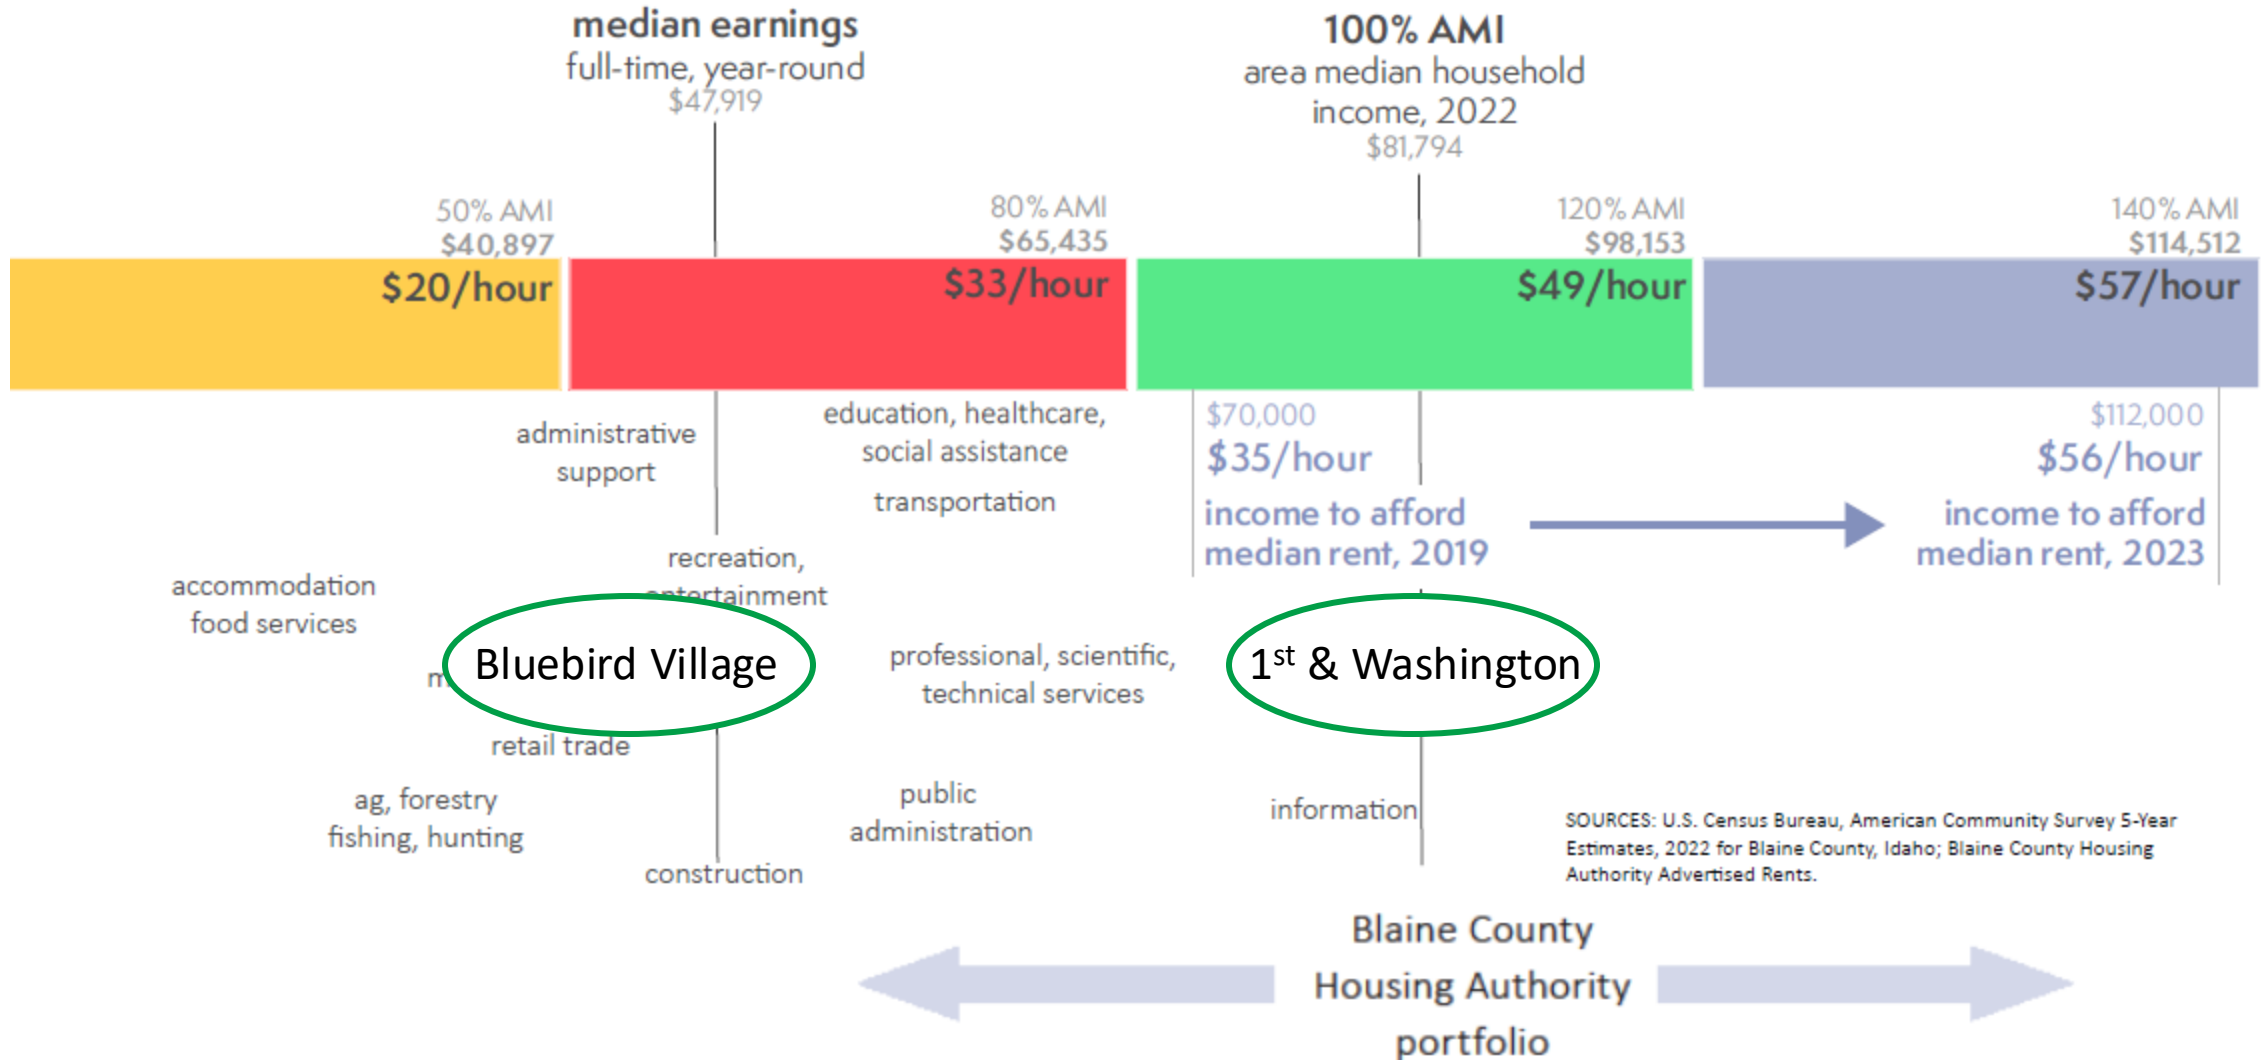 median earnings
full-time, year-round
$47,919
100% AMI
area median household
income, 2022
$81,794
50% AMI
$40,897
$20/hour
80% AMI
$65,435
$33/hour
120% AMI
$98,153
$49/hour
140% AMI
$114,512
$57/hour
administrative
support
education, healthcare,
social assistance
transportation
$70,000
$35/hour
income to afford
median rent, 2019
$112,000
$56/hour
income to afford
median rent, 2023
recreation,
entertainment
accommodation
food services
Bluebird Village
professional, scientific,
technical services
1st & Washington
retail trade
ag, forestry
fishing, hunting
public
administration
construction
information
SOURCES: U.S. Census Bureau, American Community Survey 5-Year
Estimates, 2022 for Blaine County, Idaho; Blaine County Housing
Authority Advertised Rents.
Blaine County
Housing Authority
portfolio